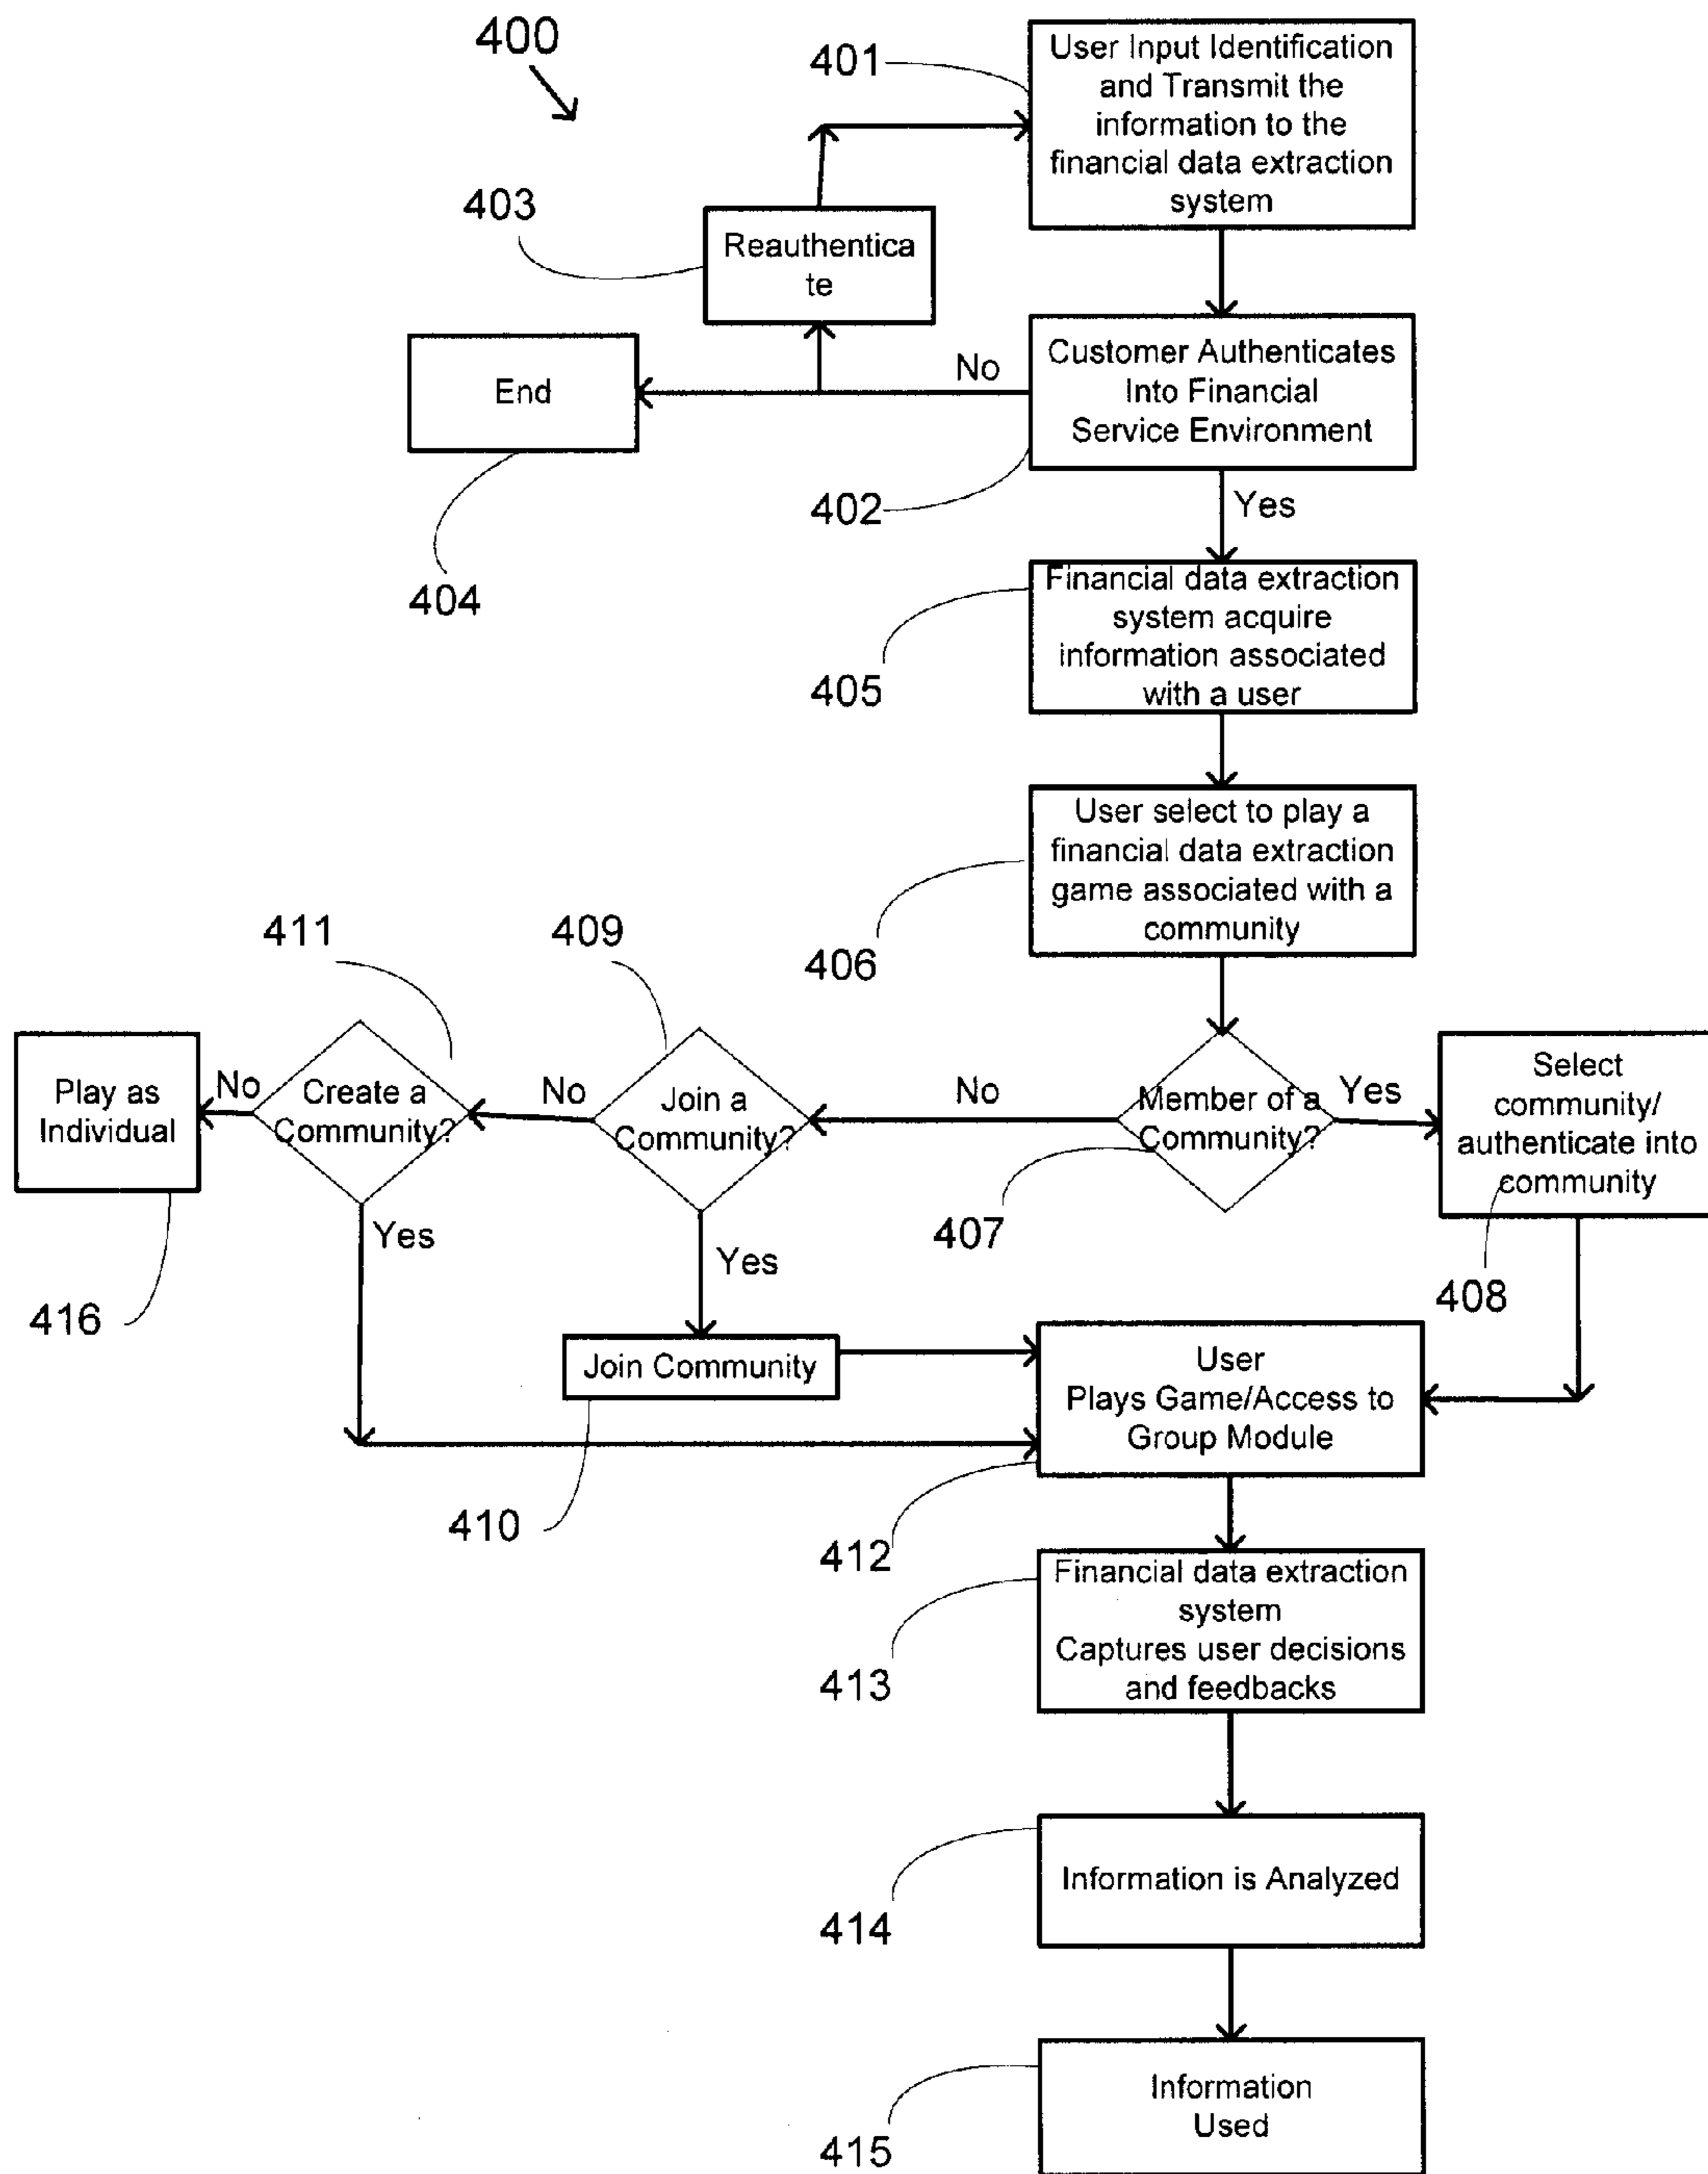 400
401
User Input Identification
and Transmit the
information to the
financial data extraction
system
403
Reauthentica
te
End
404
No
Customer Authenticates
Into Financial
Service Environment
402
Yes
Financial data extraction
system acquire
information associated
with a user
405
User select to play a
financial data extraction
game associated with a
community
406
411
409
Play as
Individual
416
No
Create a
Community?
Yes
No
Join a
Community?
Yes
No
Member of a
Community?
407
Yes
Select
community/
authenticate into
community
408
Join Community
410
User
Plays Game/Access to
Group Module
412
Financial data extraction
system
Captures user decisions
and feedbacks
413
Information is Analyzed
414
Information
Used
415